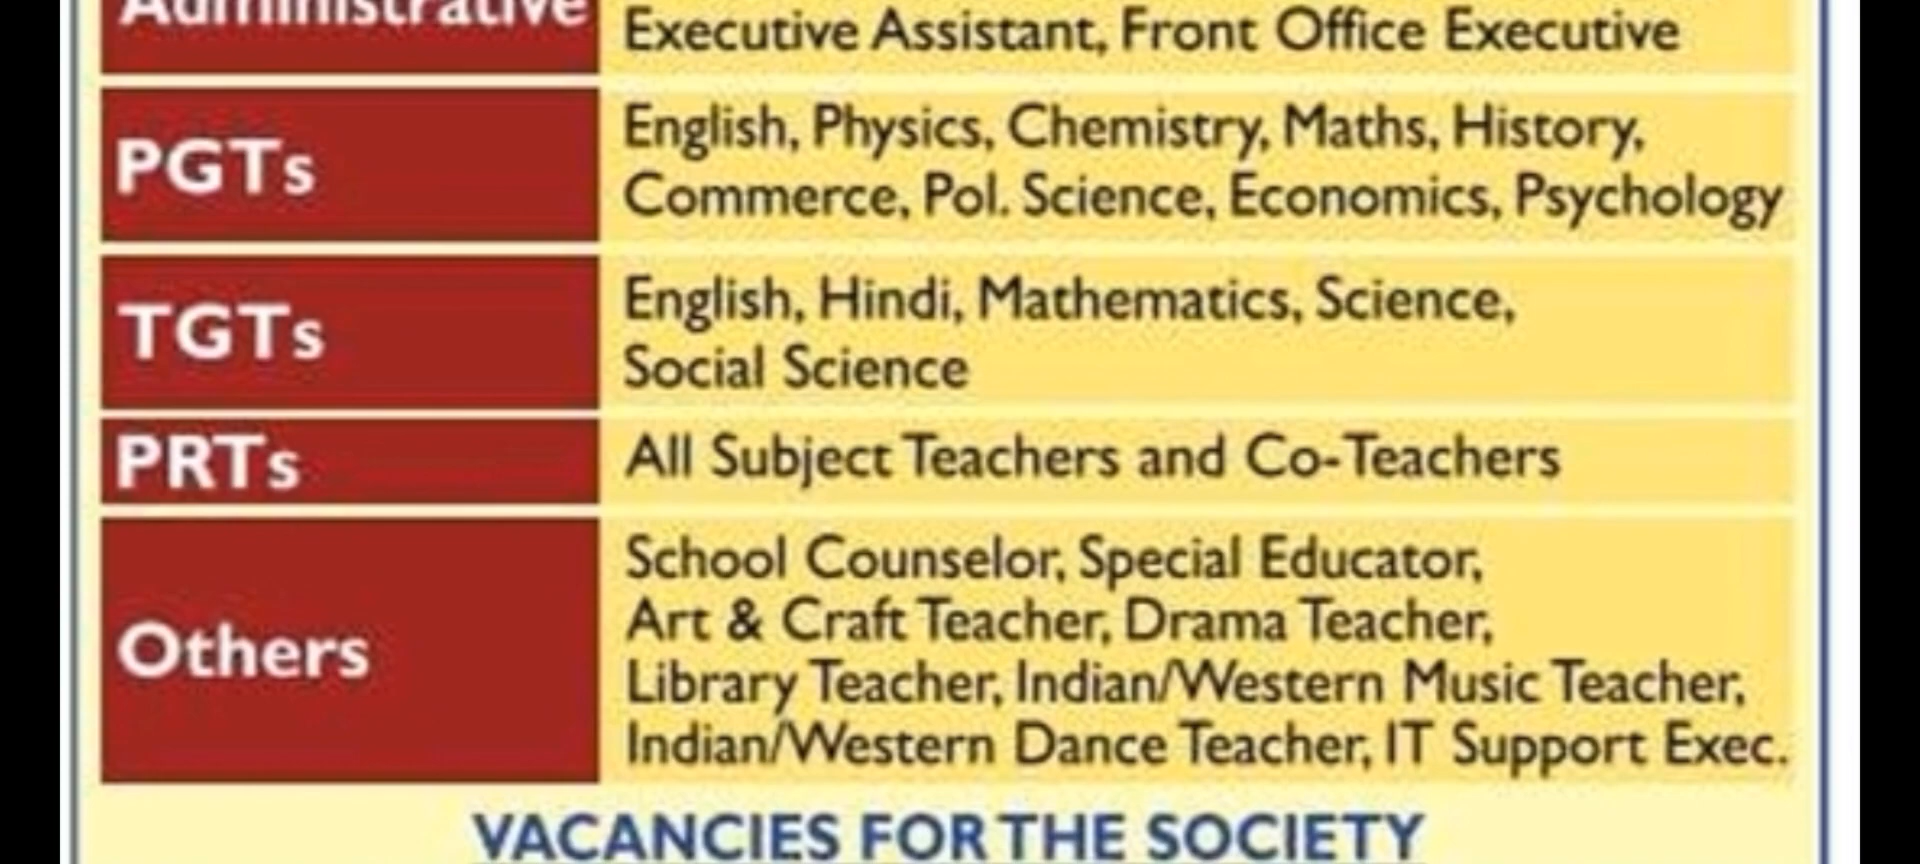 Administrative
Executive Assistant, Front Office Executive
PGTs
English, Physics, Chemistry, Maths, History,
Commerce, Pol. Science, Economics, Psychology
TGTs
English, Hindi, Mathematics, Science,
Social Science
PRTs
All Subject Teachers and Co-Teachers
Others
School Counselor, Special Educator,
Art & Craft Teacher, Drama Teacher,
Library Teacher, Indian/Western Music Teacher,
Indian/Western Dance Teacher, IT Support Exec.
VACANCIES FOR THE SOCIETY